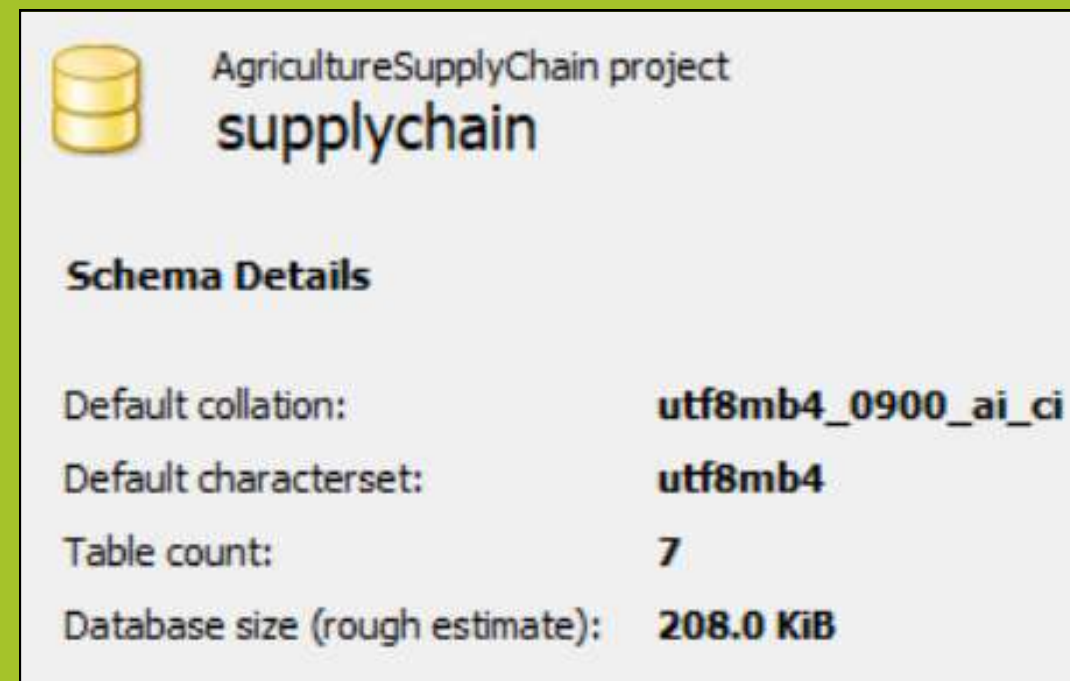 AgricultureSupplyChain project
supplychain
Schema Details
Default collation: utf8mb4_0900_ai_ci
Default characterset: utf8mb4
Table count: 7
Database size (rough estimate): 208.0 KiB